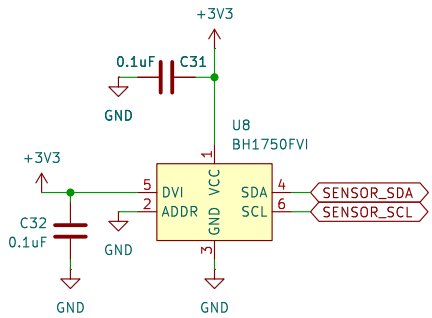 +3V3
0.1uF C31
GND
U8
BH1750FVI
+3V3
1
VCC
5 DVI SDA 4 SENSOR_SDA
2 ADDR SCL 6 SENSOR_SCL
GND
3
C32
0.1uF
GND
GND
GND